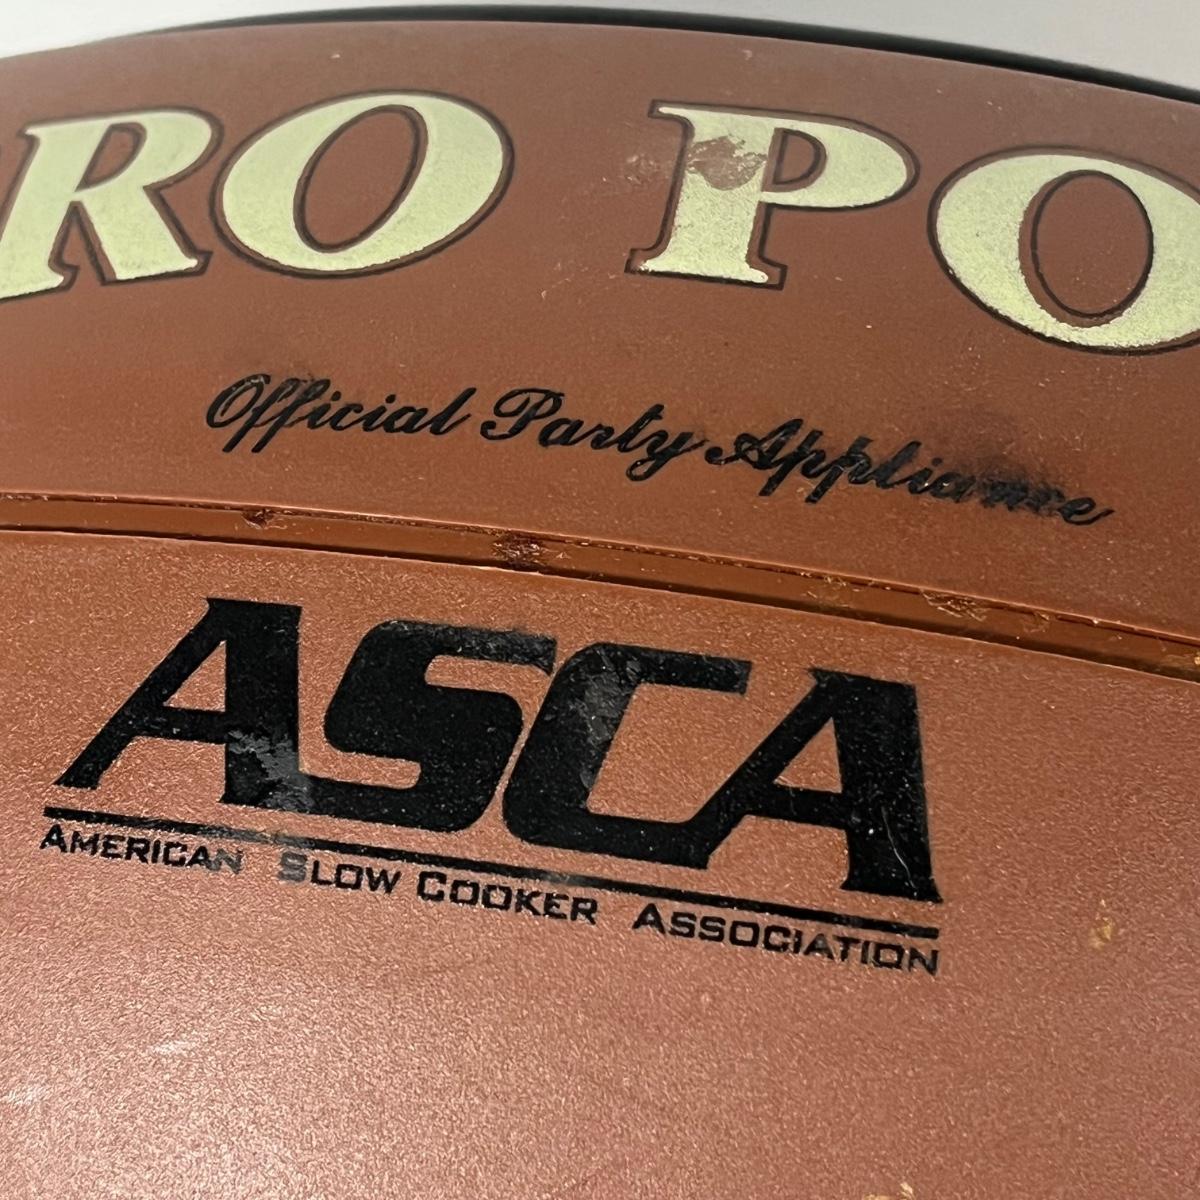 RO PO
Official Party Appliance
ASCA
AMERICAN SLOW COOKER ASSOCIATION